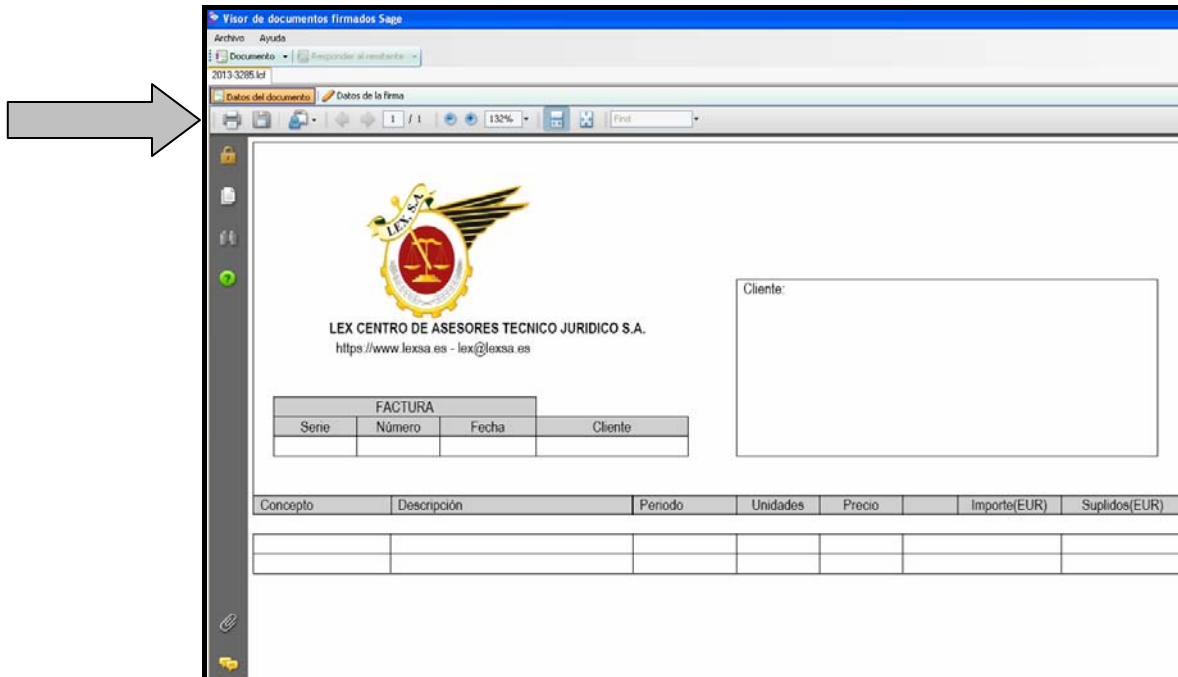 Visor de documentos firmados Sage
Archivo Ayuda
Documento Responder al remitente
2013-3285.lcf
Datos del documento Datos de la firma
1 / 1 132% Find
LEX, S.A.
Cliente:
LEX CENTRO DE ASESORES TECNICO JURIDICO S.A.
https://www.lexsa.es - lex@lexsa.es
FACTURA
Serie Número Fecha Cliente
Concepto Descripción Periodo Unidades Precio Importe(EUR) Suplidos(EUR)